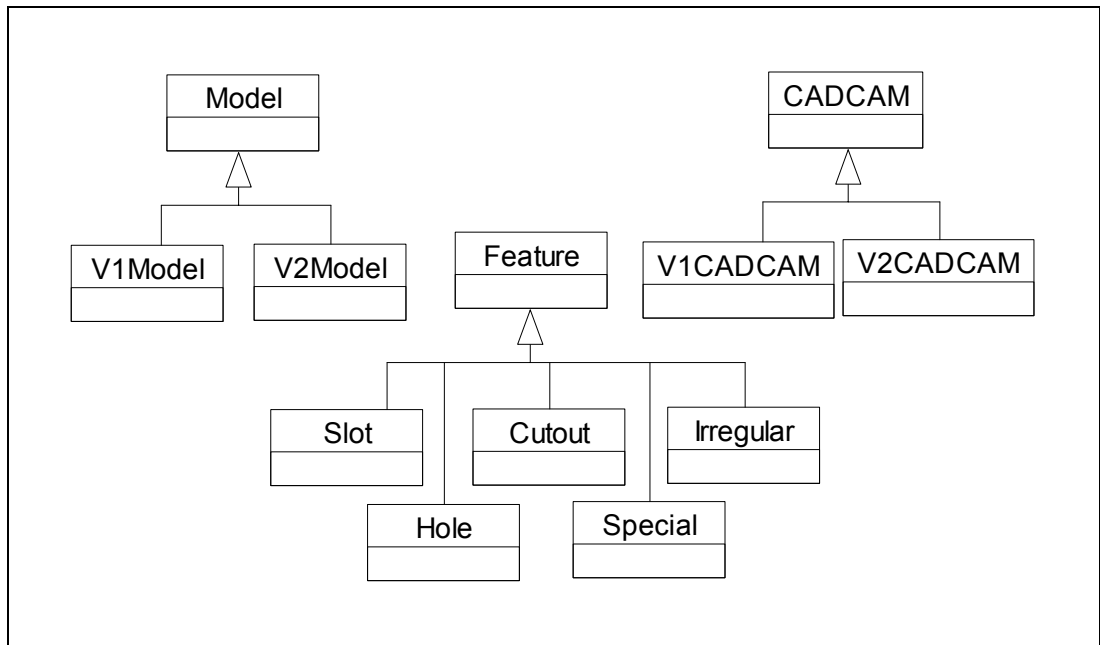 Model
CADCAM
V1Model
V2Model
Feature
V1CADCAM
V2CADCAM
Slot
Cutout
Irregular
Hole
Special